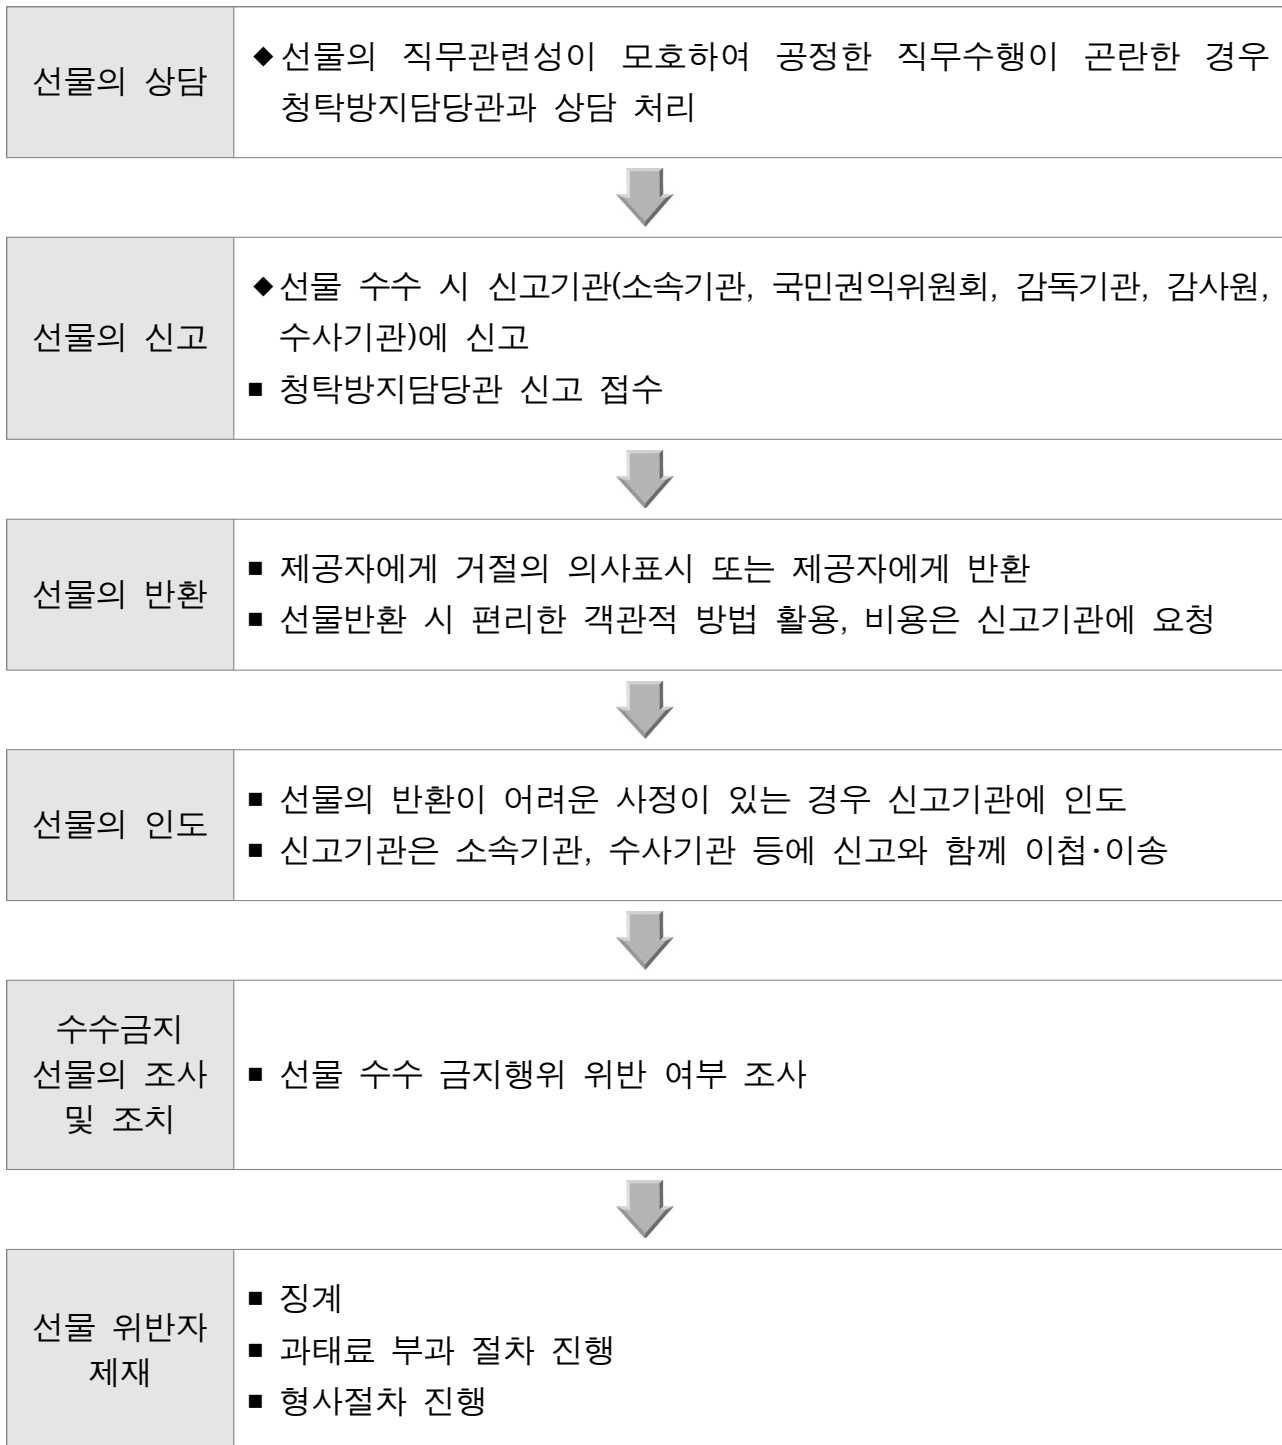 선물의 상담
◆ 선물의 직무관련성이 모호하여 공정한 직무수행이 곤란한 경우
청탁방지담당관과 상담 처리
선물의 신고
◆ 선물 수수 시 신고기관(소속기관, 국민권익위원회, 감독기관, 감사원,
수사기관)에 신고
■ 청탁방지담당관 신고 접수
선물의 반환
■ 제공자에게 거절의 의사표시 또는 제공자에게 반환
■ 선물반환 시 편리한 객관적 방법 활용, 비용은 신고기관에 요청
선물의 인도
■ 선물의 반환이 어려운 사정이 있는 경우 신고기관에 인도
■ 신고기관은 소속기관, 수사기관 등에 신고와 함께 이첩·이송
수수금지
선물의 조사
및 조치
■ 선물 수수 금지행위 위반 여부 조사
선물 위반자
제재
■ 징계
■ 과태료 부과 절차 진행
■ 형사절차 진행